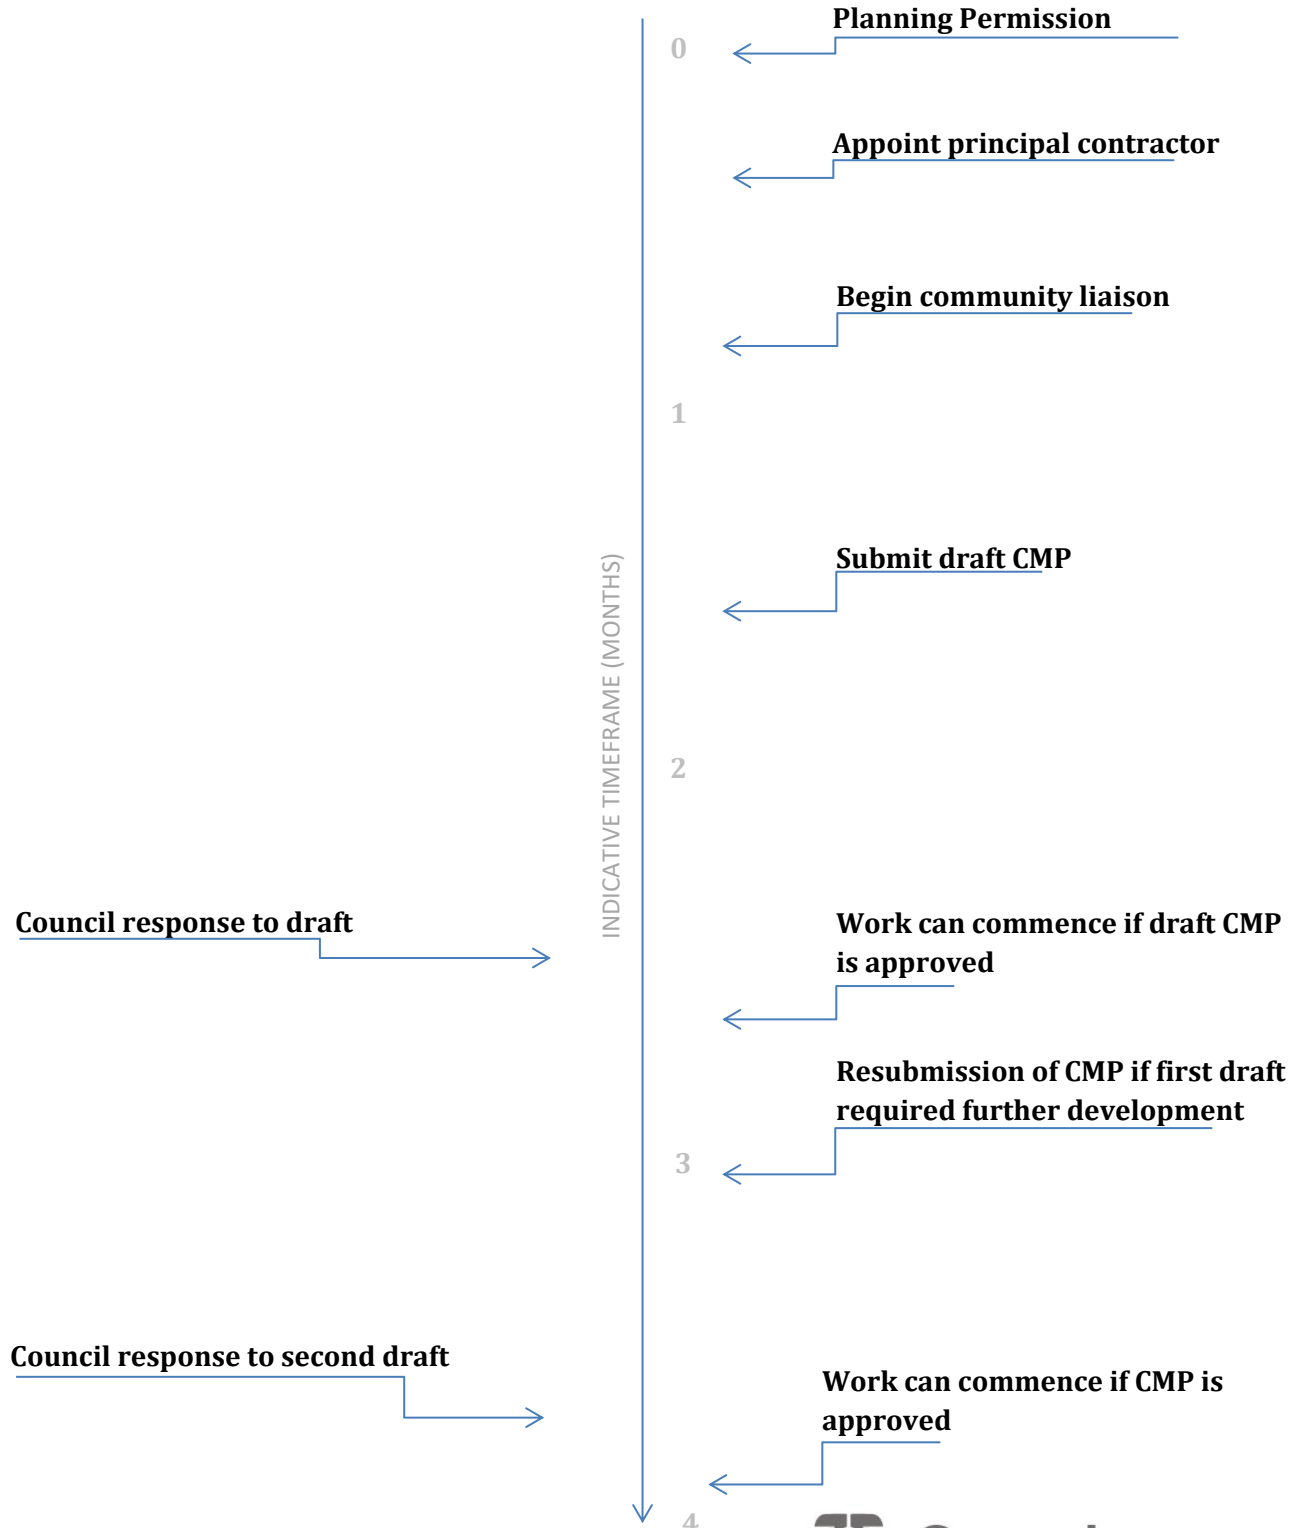 Planning Permission
0
Appoint principal contractor
Begin community liaison
1
Submit draft CMP
INDICATIVE TIMEFRAME (MONTHS)
2
Council response to draft
Work can commence if draft CMP
is approved
Resubmission of CMP if first draft
required further development
3
Council response to second draft
Work can commence if CMP is
approved
4